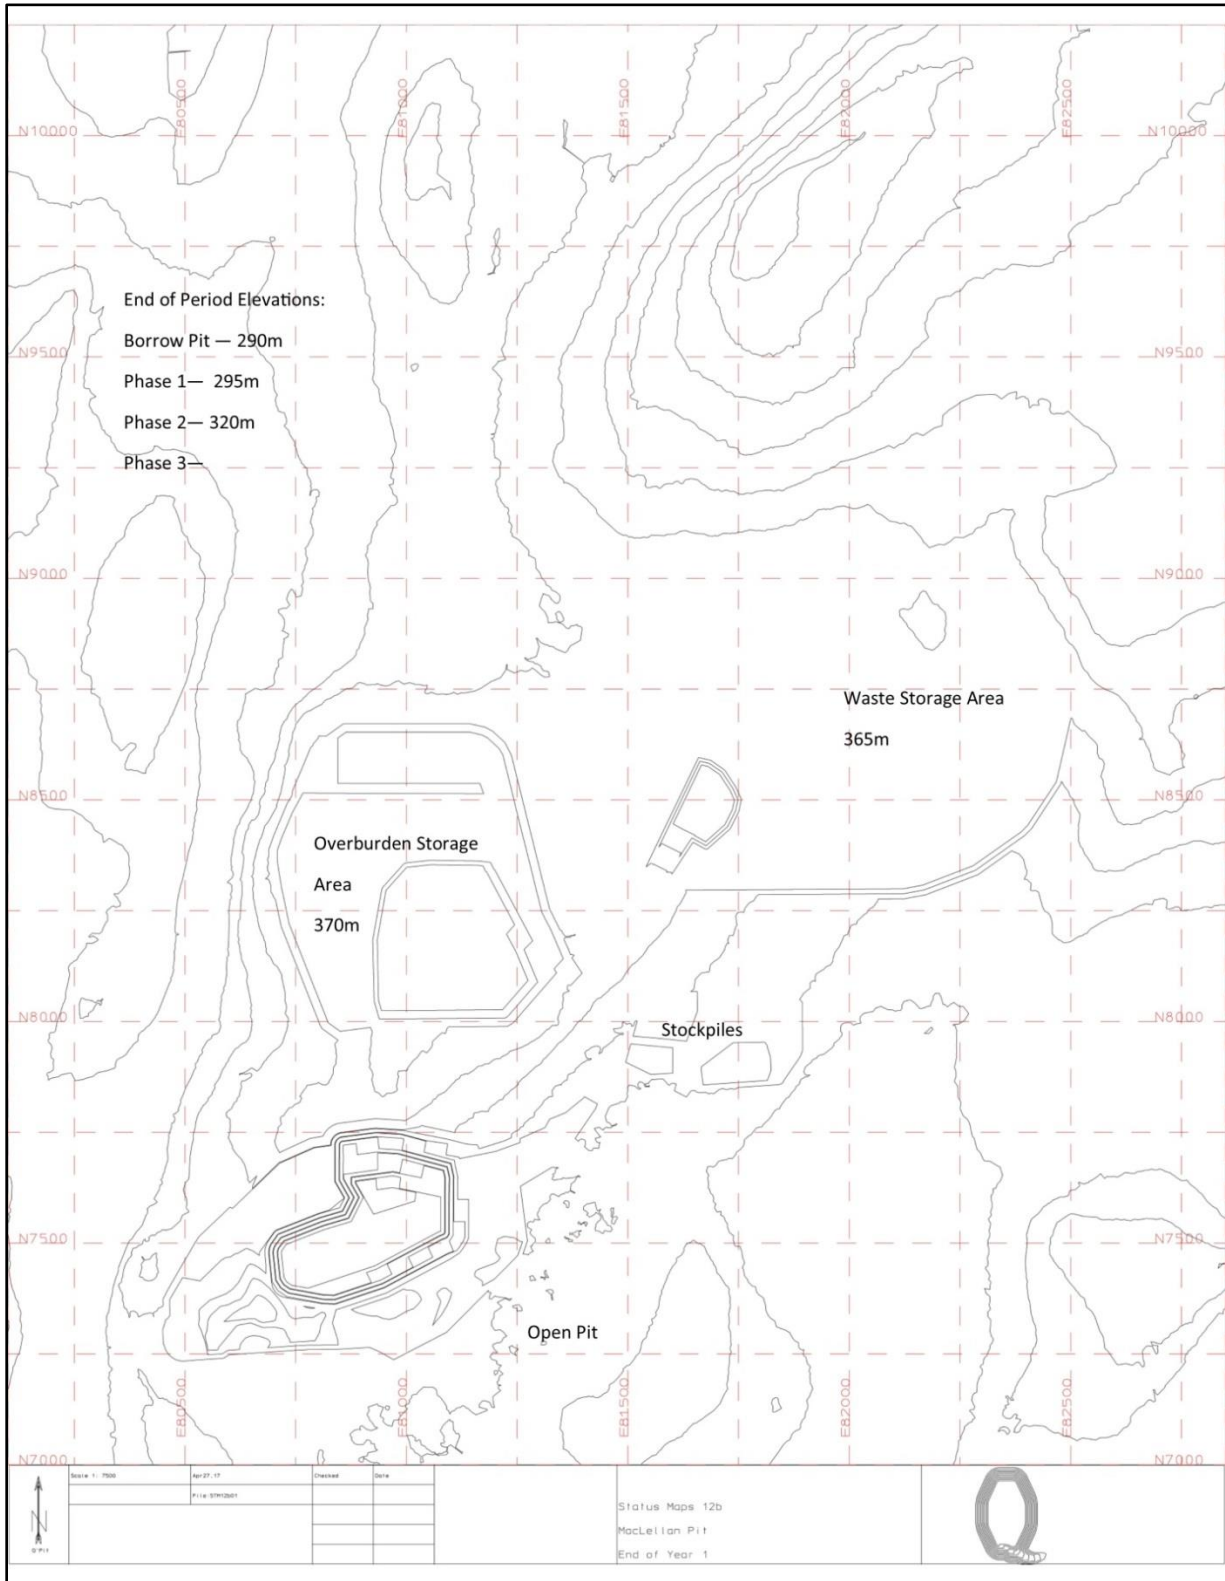 E80500 E81000 E81500 E82000 E82500
N10000 N10000
End of Period Elevations:
Borrow Pit — 290m
N9500 N9500
Phase 1— 295m
Phase 2— 320m
Phase 3—
N9000 N9000
Waste Storage Area
365m
N8500 N8500
Overburden Storage
Area
370m
N8000 N8000
Stockpiles
N7500 N7500
Open Pit
E80500 E81000 E81500 E82000 E82500
N7000 N7000
Scale 1: 7500 Apr27.17 Checked Date
Status Maps 12b
MacLellan Pit
End of Year 1
N